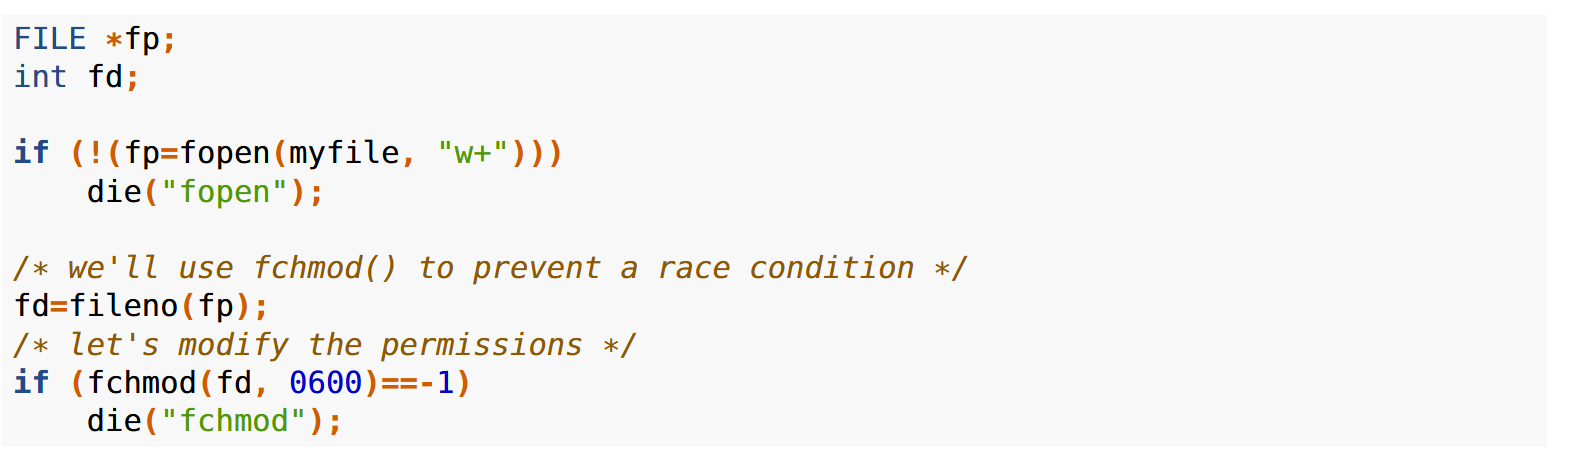 FILE *fp;
int fd;
if (!(fp=fopen(myfile, "w+")))
    die("fopen");
/* we'll use fchmod() to prevent a race condition */
fd=fileno(fp);
/* let's modify the permissions */
if (fchmod(fd, 0600)==-1)
    die("fchmod");